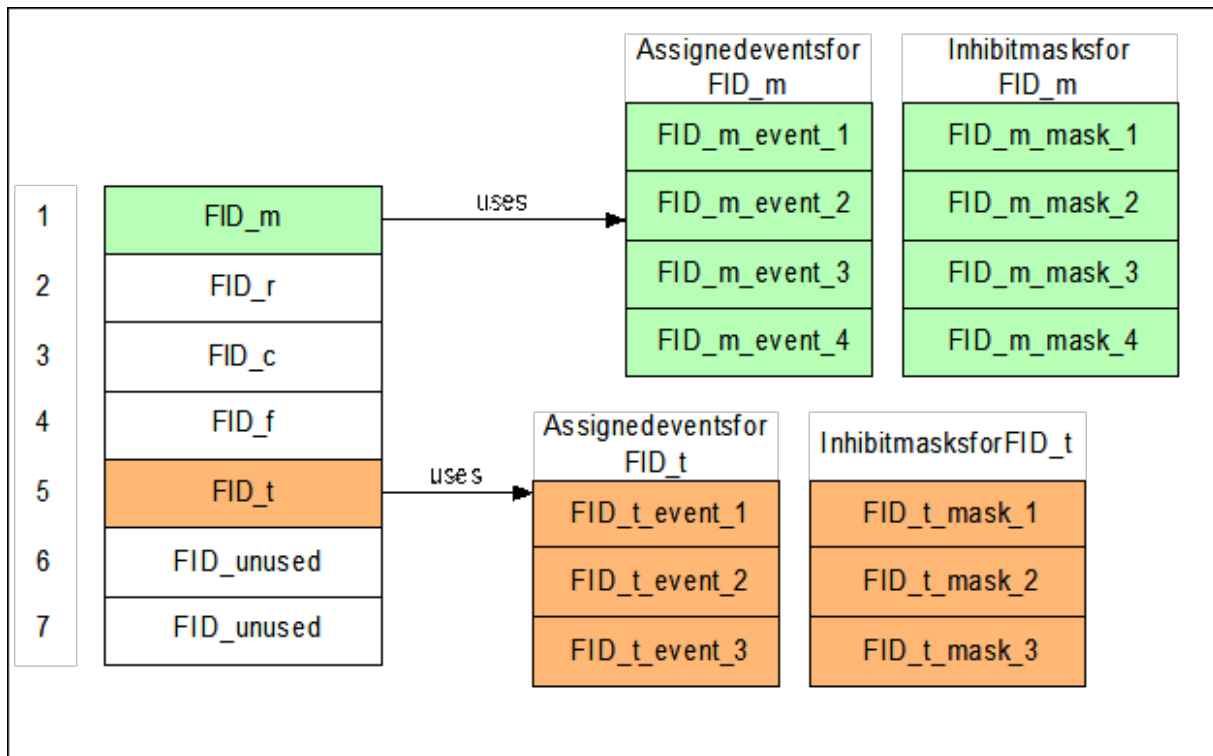 Assignedeventsfor
FID_m
Inhibitmasksfor
FID_m
FID_m_event_1
FID_m_mask_1
FID_m_event_2
FID_m_mask_2
FID_m_event_3
FID_m_mask_3
FID_m_event_4
FID_m_mask_4
1
FID_m
uses
2
FID_r
3
FID_c
4
FID_f
5
FID_t
uses
6
FID_unused
7
FID_unused
Assignedeventsfor
FID_t
InhibitmasksforFID_t
FID_t_event_1
FID_t_mask_1
FID_t_event_2
FID_t_mask_2
FID_t_event_3
FID_t_mask_3